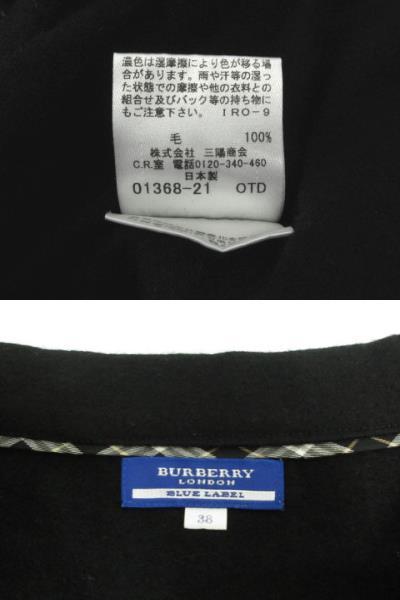 濃色は湿摩擦により色が移る場
合があります。雨や汗等の湿っ
た状態での摩擦や他の衣料との
組合せ及びバック等の持ち物に
もご注意下さい。 IRO-9
毛 100%
株式会社 三陽商会
C.R.室 電話0120-340-460
日本製
01368-21 OTD
BURBERRY
LONDON
BLUE LABEL
38